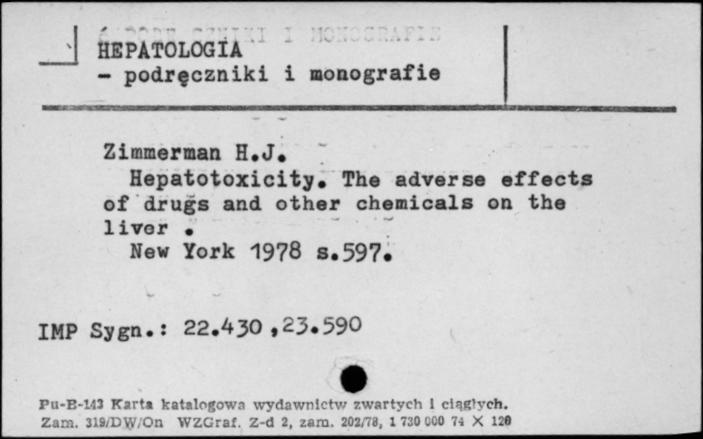 HEPATOLOGIA
- podręczniki i monografie
Zimmerman H.J.
Hepatotoxicity. The adverse effects
of drugs and other chemicals on the
liver .
New York 1978 s.597.
IMP Sygn.: 22.430,23.590
Pu-B-143 Karta katalogowa wydawnictw zwartych i ciągłych.
Zam. 319/DW/On WZGraf. Z-d 2, zam. 202/78, 1 730 000 74 X 120